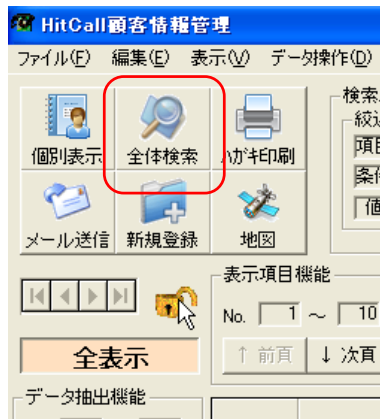 HitCall顧客情報管理
ファイル(F) 編集(E) 表示(V) データ操作(D)
個別表示 全体検索 ハガキ印刷
メール送信 新規登録 地図
検索
絞込
項目
条件
値
表示項目機能
No. 1 ～ 10
↑ 前頁 ↓ 次頁
全表示
データ抽出機能